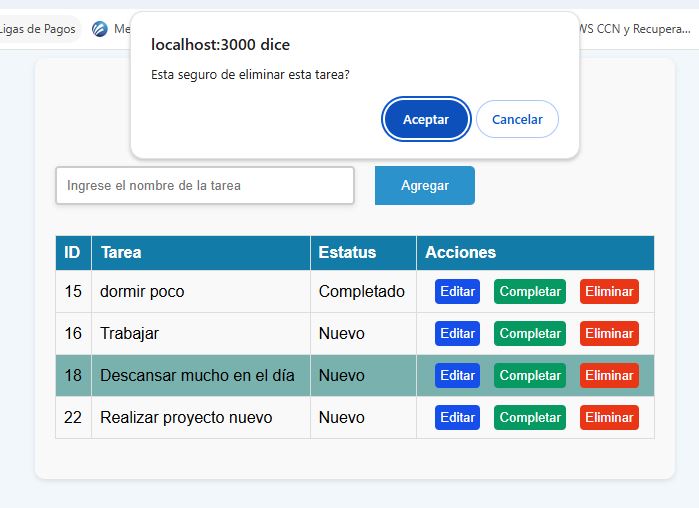 Ligas de Pagos
Me
WS CCN y Recupera...
localhost:3000 dice
Esta seguro de eliminar esta tarea?
Aceptar Cancelar
Ingrese el nombre de la tarea Agregar
ID Tarea Estatus Acciones
15 dormir poco Completado Editar Completar Eliminar
16 Trabajar Nuevo Editar Completar Eliminar
18 Descansar mucho en el día Nuevo Editar Completar Eliminar
22 Realizar proyecto nuevo Nuevo Editar Completar Eliminar